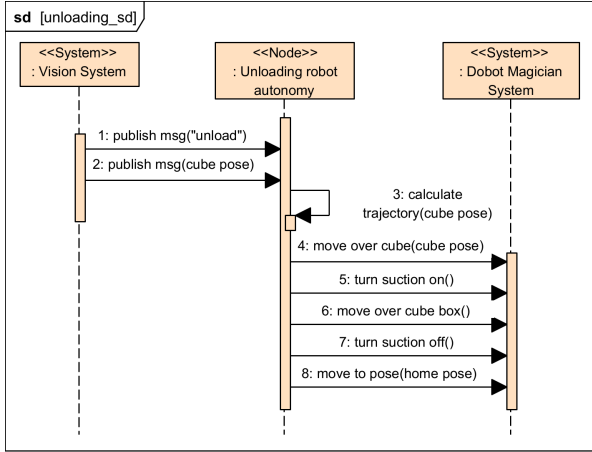 sd [unloading_sd]
<<System>>
: Vision System
<<Node>>
: Unloading robot
autonomy
<<System>>
: Dobot Magician
System
1: publish msg("unload")
2: publish msg(cube pose)
3: calculate
trajectory(cube pose)
4: move over cube(cube pose)
5: turn suction on()
6: move over cube box()
7: turn suction off()
8: move to pose(home pose)